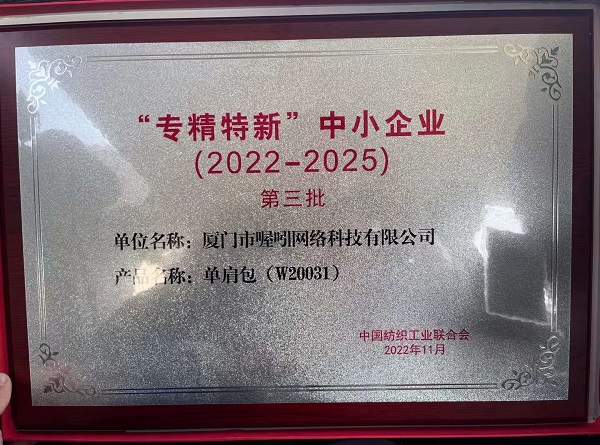 “专精特新”中小企业
(2022-2025)
第三批
单位名称：厦门市喔吲网络科技有限公司
产品名称：单肩包（W20031）
中国纺织工业联合会
2022年11月